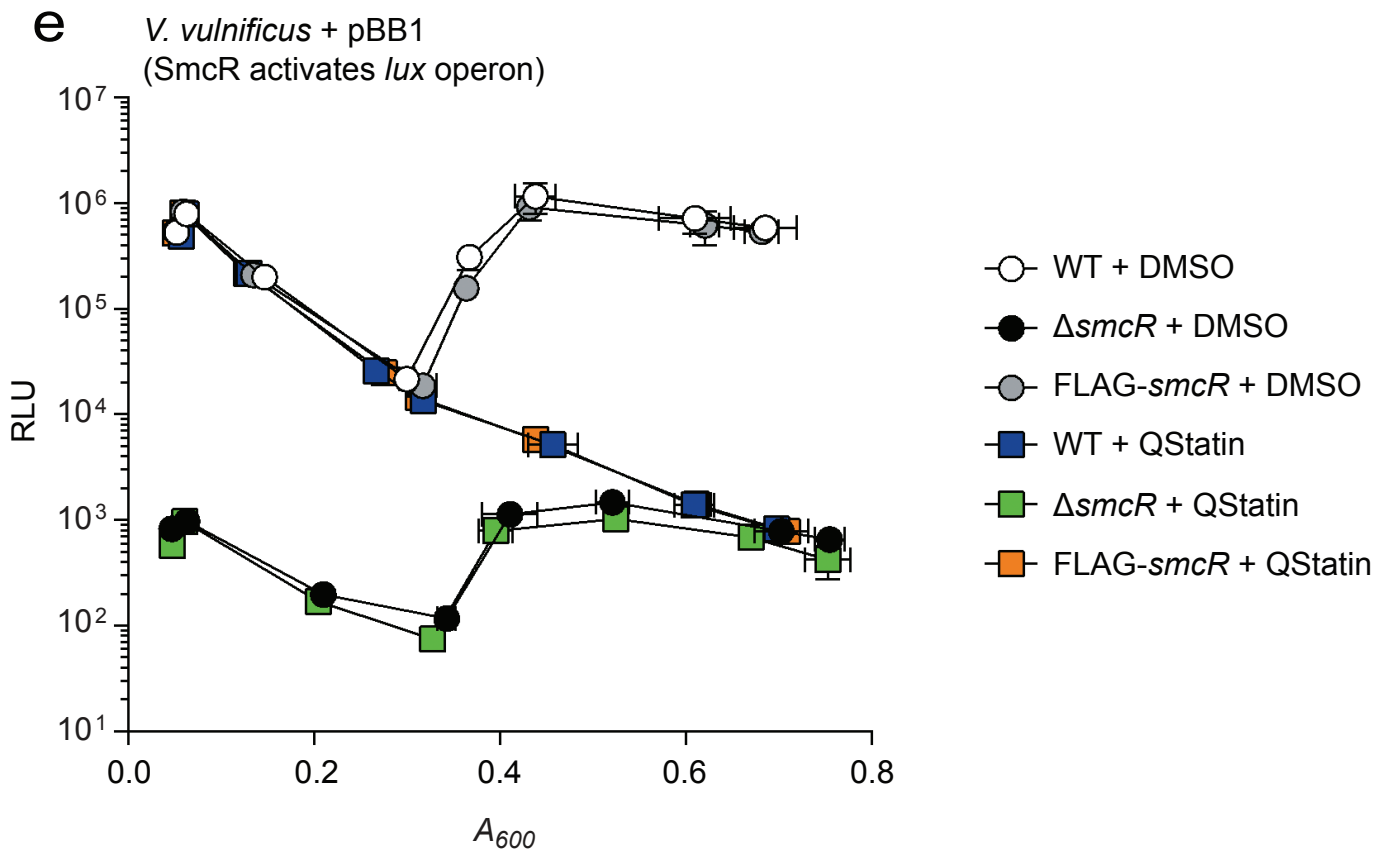 e
V. vulnificus + pBB1
(SmcR activates lux operon)
10⁷
10⁶
10⁵
10⁴
10³
10²
10¹
RLU
0.0 0.2 0.4 0.6 0.8
A₆₀₀
WT + DMSO
ΔsmcR + DMSO
FLAG-smcR + DMSO
WT + QStatin
ΔsmcR + QStatin
FLAG-smcR + QStatin